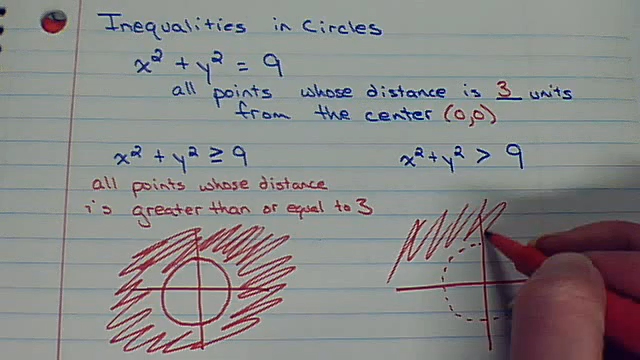 Inequalities in Circles
x² + y² = 9
all points whose distance is 3 units
from the center (0,0)
x² + y² ≥ 9
x² + y² > 9
all points whose distance
is greater than or equal to 3